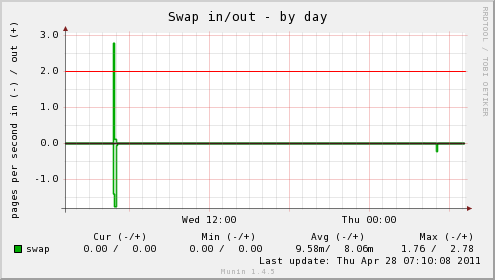 Swap in/out - by day
RRDTOOL / TOBI OETIKER
pages per second in (-) / out (+)
3.0
2.0
1.0
0.0
-1.0
Wed 12:00 Thu 00:00
Cur (-/+) Min (-/+) Avg (-/+) Max (-/+)
swap 0.00 / 0.00 0.00 / 0.00 9.58m/ 8.06m 1.76 / 2.78
Last update: Thu Apr 28 07:10:08 2011
Munin 1.4.5